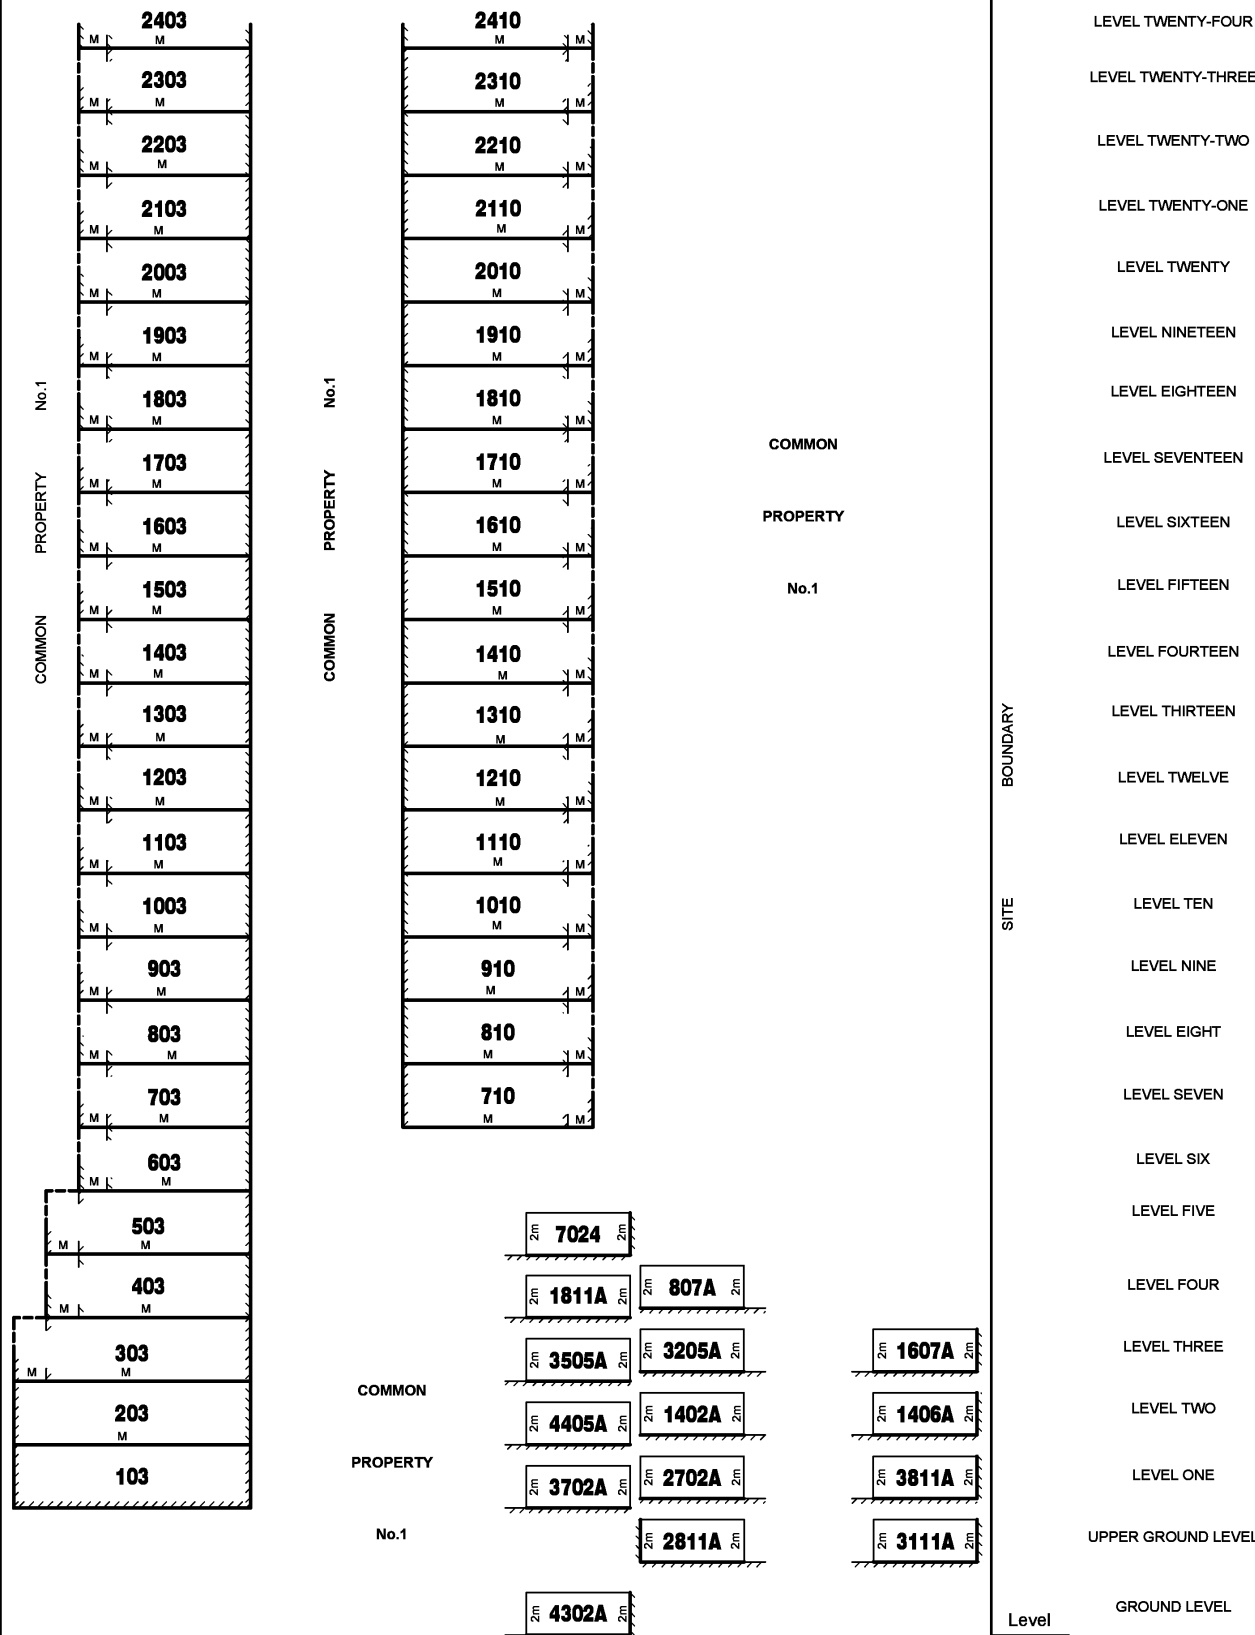 2403 2410 LEVEL TWENTY-FOUR
M M M M
2303 2310 LEVEL TWENTY-THREE
M M M M
2203 2210 LEVEL TWENTY-TWO
M M M M
2103 2110 LEVEL TWENTY-ONE
M M M M
2003 2010 LEVEL TWENTY
M M M M
1903 1910 LEVEL NINETEEN
M M M M
1803 1810 LEVEL EIGHTEEN
M M M M
1703 1710 LEVEL SEVENTEEN
M M M M
1603 1610 LEVEL SIXTEEN
M M M M
1503 1510 LEVEL FIFTEEN
M M M M
1403 1410 LEVEL FOURTEEN
M M M M
1303 1310 LEVEL THIRTEEN
M M M M
1203 1210 LEVEL TWELVE
M M M M
1103 1110 LEVEL ELEVEN
M M M M
1003 1010 LEVEL TEN
M M M M
903 910 LEVEL NINE
M M M M
803 810 LEVEL EIGHT
M M M M
703 710 LEVEL SEVEN
M M M M
603 LEVEL SIX
M M
503 2m 7024 2m LEVEL FIVE
M M
403 2m 1811A 2m 2m 807A 2m LEVEL FOUR
M M
303 2m 3505A 2m 2m 3205A 2m 2m 1607A 2m LEVEL THREE
M M
203 2m 4405A 2m 2m 1402A 2m 2m 1406A 2m LEVEL TWO
M
103 2m 3702A 2m 2m 2702A 2m 2m 3811A 2m LEVEL ONE
2m 2811A 2m 2m 3111A 2m UPPER GROUND LEVEL
2m 4302A 2m GROUND LEVEL
Level
COMMON PROPERTY No.1
COMMON PROPERTY No.1
COMMON
PROPERTY
No.1
COMMON
PROPERTY
No.1
SITE BOUNDARY